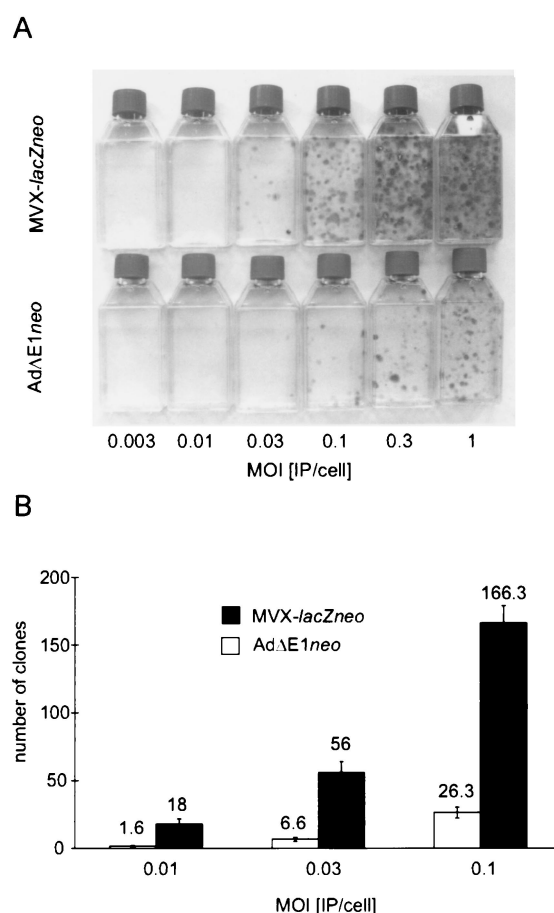 A
MVX-lacZneo
AdΔE1neo
0.003 0.01 0.03 0.1 0.3 1
MOI [IP/cell]
B
number of clones
200
150
100
50
0
MVX-lacZneo
AdΔE1neo
1.6 18 6.6 56 26.3 166.3
0.01 0.03 0.1
MOI [IP/cell]